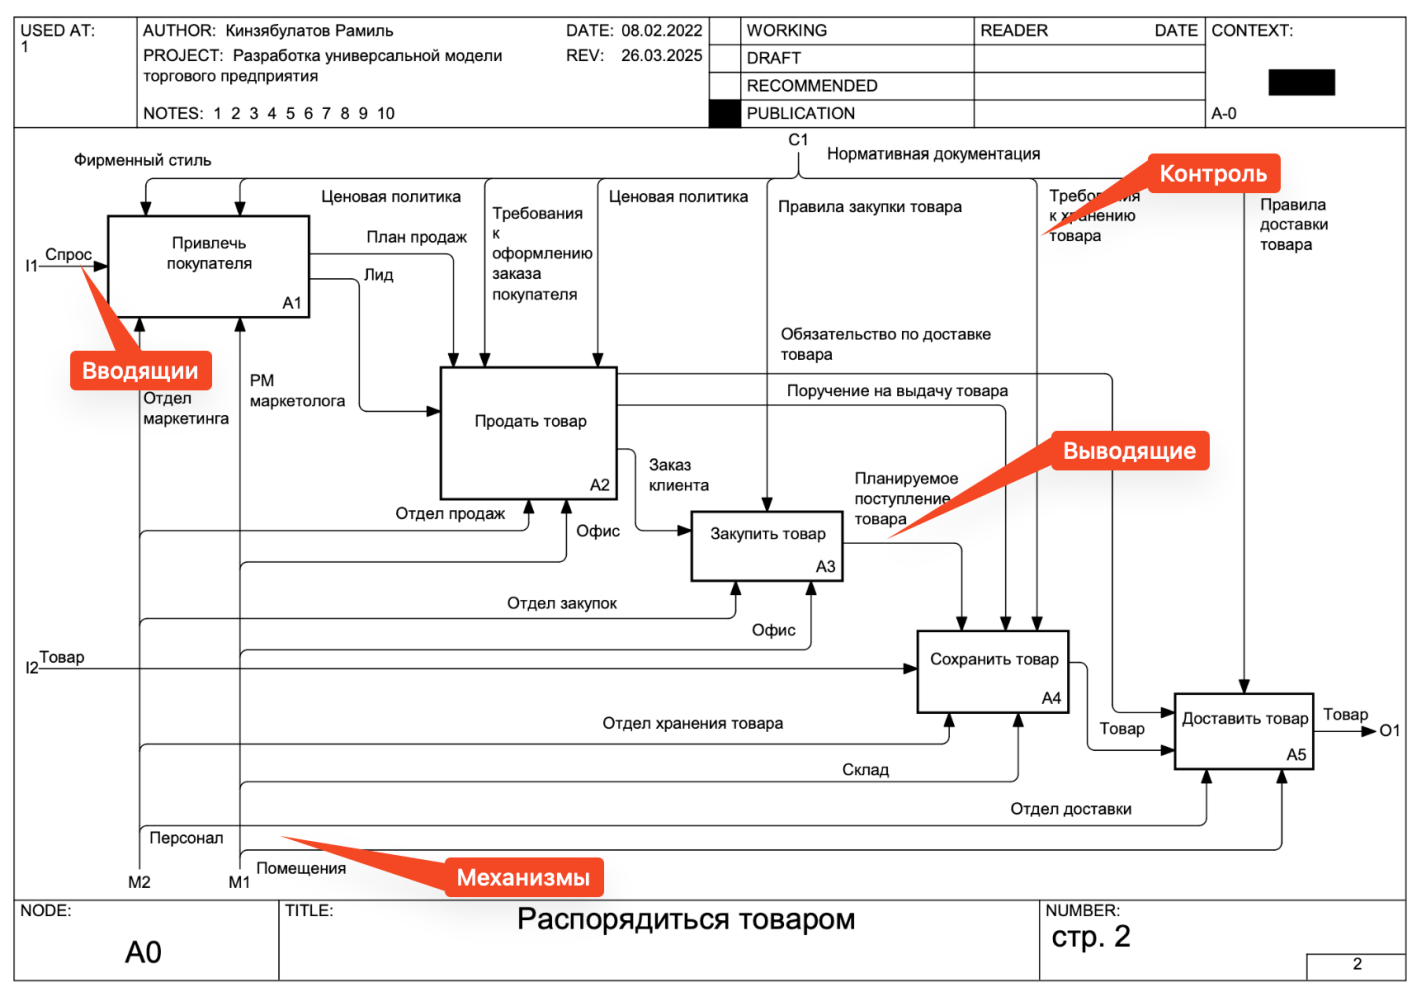 USED AT:
1
AUTHOR: Кинзябулатов Рамиль
DATE: 08.02.2022
PROJECT: Разработка универсальной модели
торгового предприятия
REV: 26.03.2025
NOTES: 1 2 3 4 5 6 7 8 9 10
WORKING
DRAFT
RECOMMENDED
PUBLICATION
READER DATE
CONTEXT:
A-0
C1
Нормативная документация
Фирменный стиль
Контроль
Ценовая политика
Требования
к
оформлению
заказа
покупателя
Ценовая политика
Правила закупки товара
Требования
к хранению
товара
Правила
доставки
товара
I1
Спрос
Привлечь
покупателя
A1
План продаж
Лид
Вводящии
Отдел
маркетинга
РМ
маркетолога
Обязательство по доставке
товара
Поручение на выдачу товара
Продать товар
A2
Заказ
клиента
Выводящие
Планируемое
поступление
товара
Отдел продаж
Офис
Закупить товар
A3
Отдел закупок
Офис
I2
Товар
Сохранить товар
A4
Отдел хранения товара
Товар
Доставить товар
A5
Товар
O1
Склад
Отдел доставки
Персонал
Помещения
Механизмы
M2
M1
NODE:
A0
TITLE:
Распорядиться товаром
NUMBER:
стр. 2
2